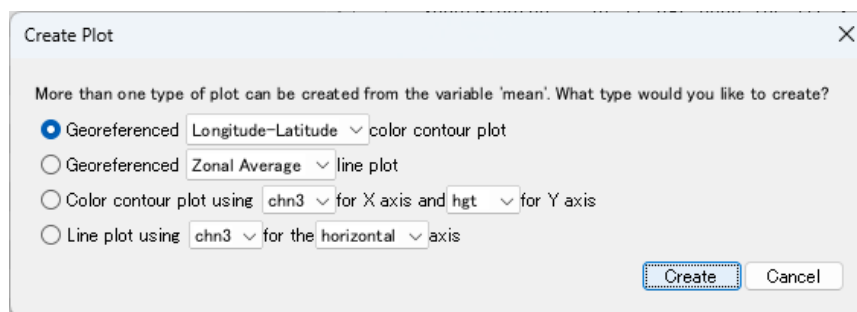 Create Plot
More than one type of plot can be created from the variable 'mean'. What type would you like to create?
Georeferenced Longitude-Latitude color contour plot
Georeferenced Zonal Average line plot
Color contour plot using chn3 for X axis and hgt for Y axis
Line plot using chn3 for the horizontal axis
Create Cancel